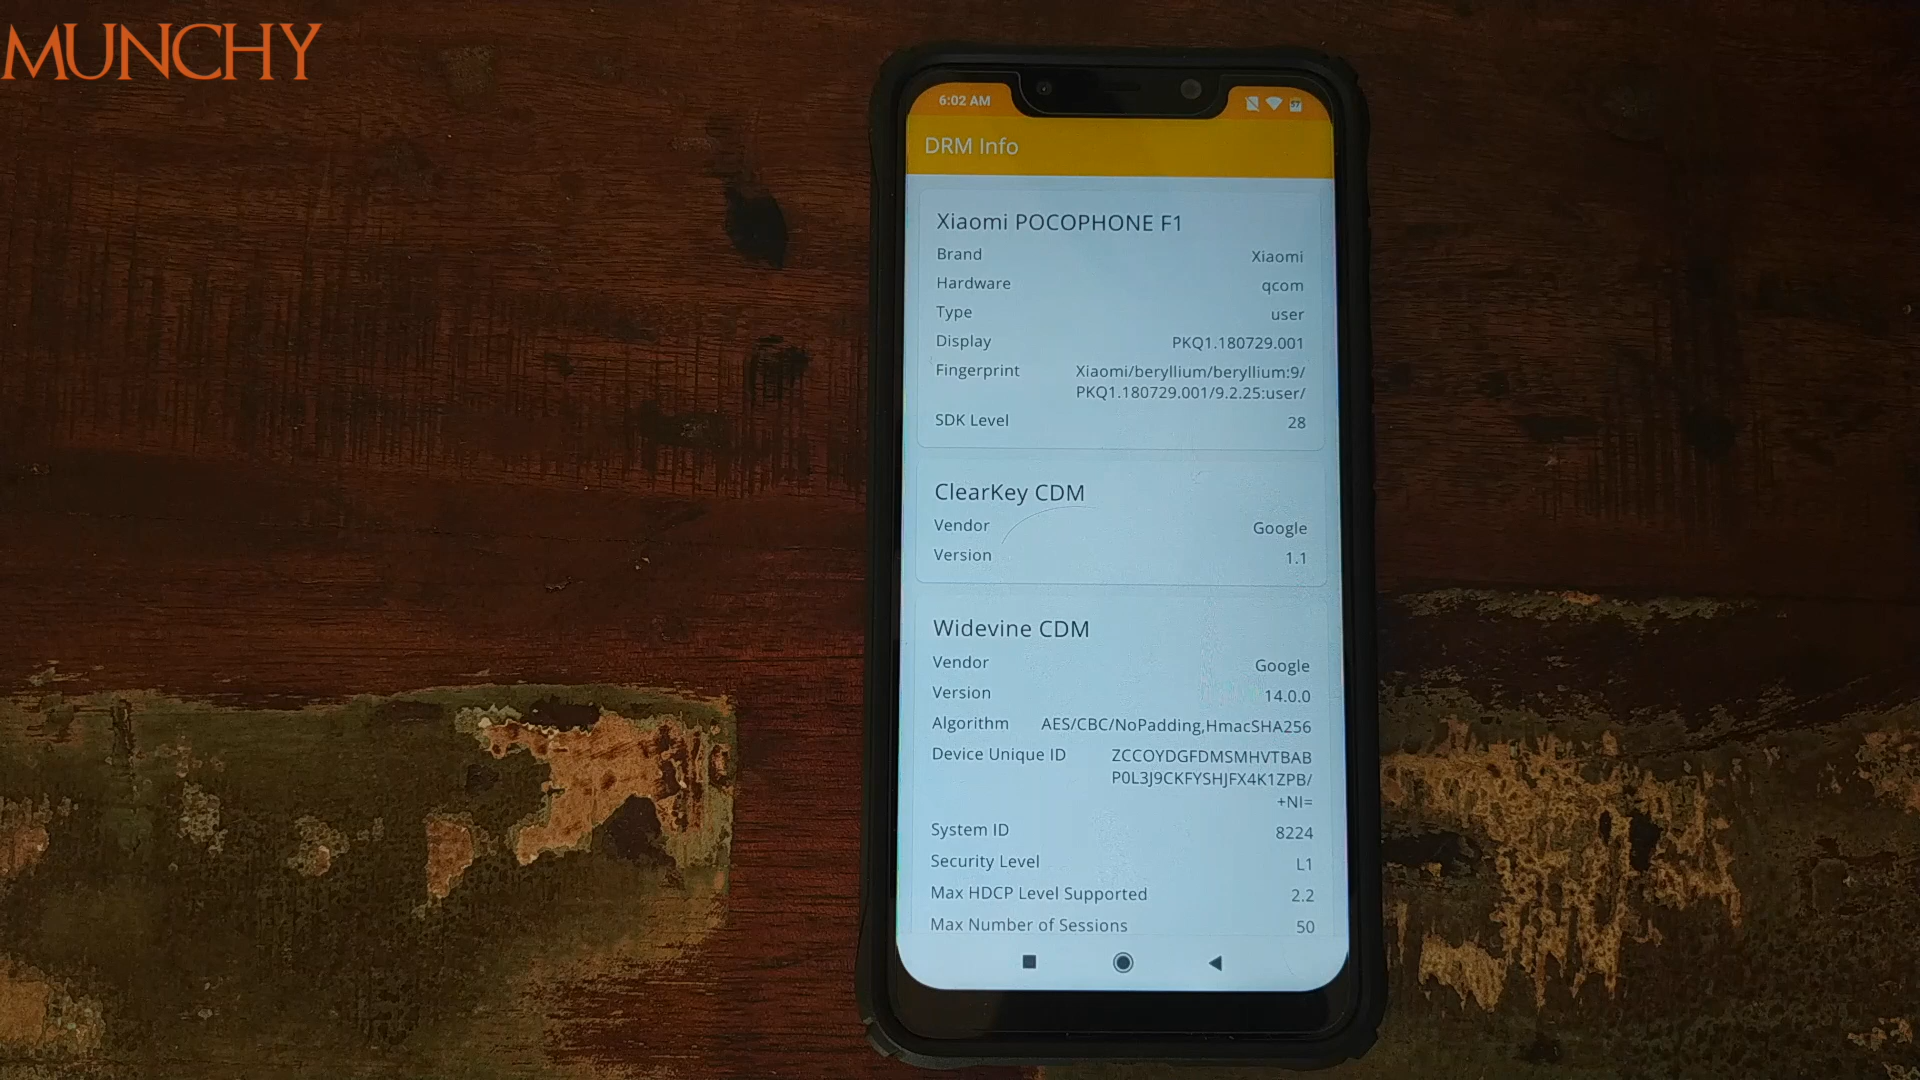 MUNCHY
6:02 AM
57
DRM Info
Xiaomi POCOPHONE F1
Brand Xiaomi
Hardware qcom
Type user
Display PKQ1.180729.001
Fingerprint Xiaomi/beryllium/beryllium:9/
PKQ1.180729.001/9.2.25:user/
SDK Level 28
ClearKey CDM
Vendor Google
Version 1.1
Widevine CDM
Vendor Google
Version 14.0.0
Algorithm AES/CBC/NoPadding,HmacSHA256
Device Unique ID ZCCOYDGFDMSMHVTBAB
P0L3J9CKFYSHJFX4K1ZPB/
+NI=
System ID 8224
Security Level L1
Max HDCP Level Supported 2.2
Max Number of Sessions 50